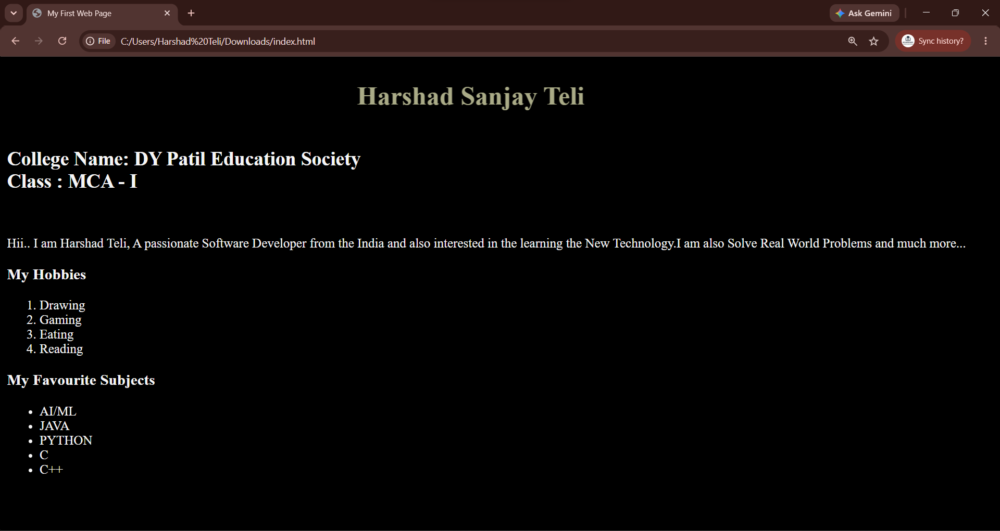 My First Web Page
Ask Gemini
File
C:/Users/Harshad%20Teli/Downloads/index.html
Sync history?
Harshad Sanjay Teli
College Name: DY Patil Education Society
Class : MCA - I
Hii.. I am Harshad Teli, A passionate Software Developer from the India and also interested in the learning the New Technology.I am also Solve Real World Problems and much more...
My Hobbies
1. Drawing
2. Gaming
3. Eating
4. Reading
My Favourite Subjects
• AI/ML
• JAVA
• PYTHON
• C
• C++